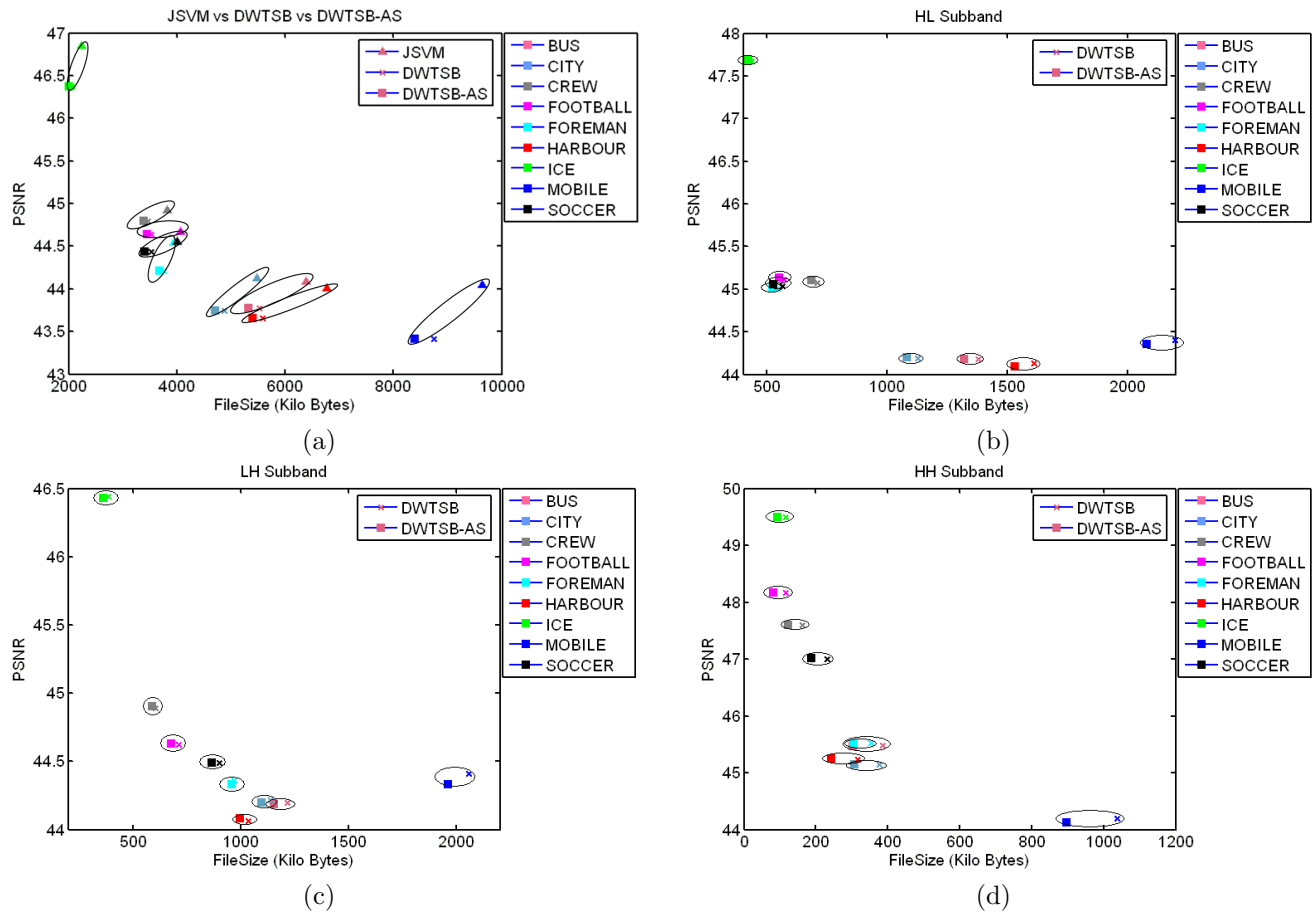 JSVM vs DWTSB vs DWTSB-AS
47
46.5
46
45.5
45
44.5
44
43.5
43
PSNR
2000
4000
6000
8000
10000
FileSize (Kilo Bytes)
JSVM
DWTSB
DWTSB-AS
BUS
CITY
CREW
FOOTBALL
FOREMAN
HARBOUR
ICE
MOBILE
SOCCER
(a)
HL Subband
48
47.5
47
46.5
46
45.5
45
44.5
44
PSNR
500
1000
1500
2000
FileSize (Kilo Bytes)
DWTSB
DWTSB-AS
BUS
CITY
CREW
FOOTBALL
FOREMAN
HARBOUR
ICE
MOBILE
SOCCER
(b)
LH Subband
46.5
46
45.5
45
44.5
44
PSNR
500
1000
1500
2000
FileSize (Kilo Bytes)
DWTSB
DWTSB-AS
BUS
CITY
CREW
FOOTBALL
FOREMAN
HARBOUR
ICE
MOBILE
SOCCER
(c)
HH Subband
50
49
48
47
46
45
44
PSNR
0
200
400
600
800
1000
1200
FileSize (Kilo Bytes)
DWTSB
DWTSB-AS
BUS
CITY
CREW
FOOTBALL
FOREMAN
HARBOUR
ICE
MOBILE
SOCCER
(d)